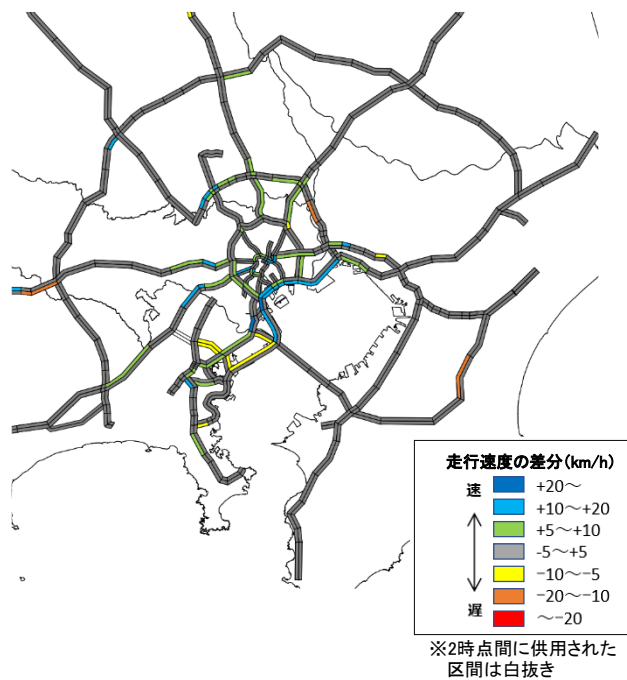 走行速度の差分(km/h)
速
+20～
+10～+20
+5～+10
-5～+5
-10～-5
-20～-10
遅
～-20
※2時点間に供用された
区間は白抜き